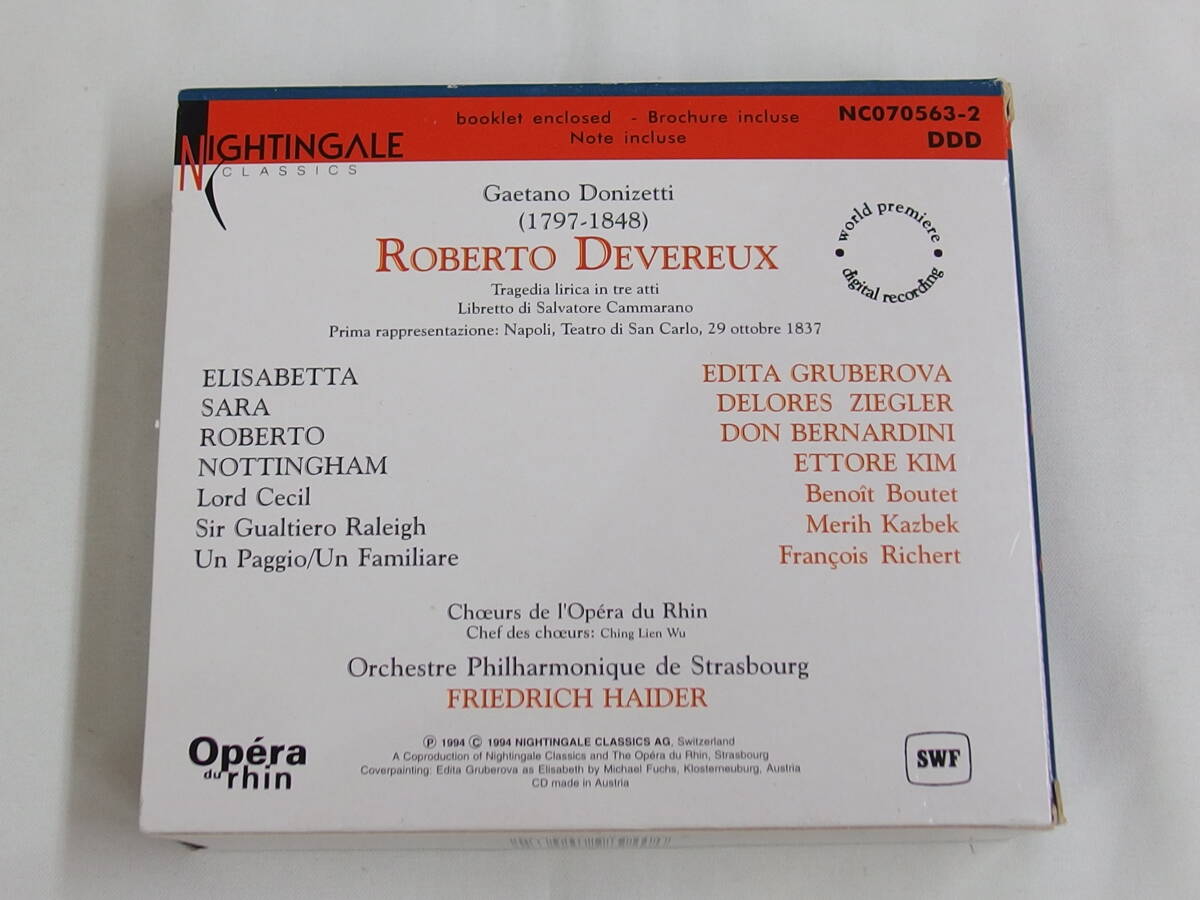 NIGHTINGALE
CLASSICS
booklet enclosed - Brochure incluse
Note incluse
NC070563-2
DDD
Gaetano Donizetti
(1797-1848)
ROBERTO DEVEREUX
world premiere
digital recording
Tragedia lirica in tre atti
Libretto di Salvatore Cammarano
Prima rappresentazione: Napoli, Teatro di San Carlo, 29 ottobre 1837
ELISABETTA EDITA GRUBEROVA
SARA DELORES ZIEGLER
ROBERTO DON BERNARDINI
NOTTINGHAM ETTORE KIM
Lord Cecil Benoît Boutet
Sir Gualtiero Raleigh Merih Kazbek
Un Paggio/Un Familiare François Richert
Chœurs de l'Opéra du Rhin
Chef des chœurs: Ching Lien Wu
Orchestre Philharmonique de Strasbourg
FRIEDRICH HAIDER
Opéra
du rhin
℗ 1994 © 1994 NIGHTINGALE CLASSICS AG, Switzerland
A Coproduction of Nightingale Classics and The Opéra du Rhin, Strasbourg
Coverpainting: Edita Gruberova as Elisabeth by Michael Fuchs, Klosterneuburg, Austria
CD made in Austria
SWF